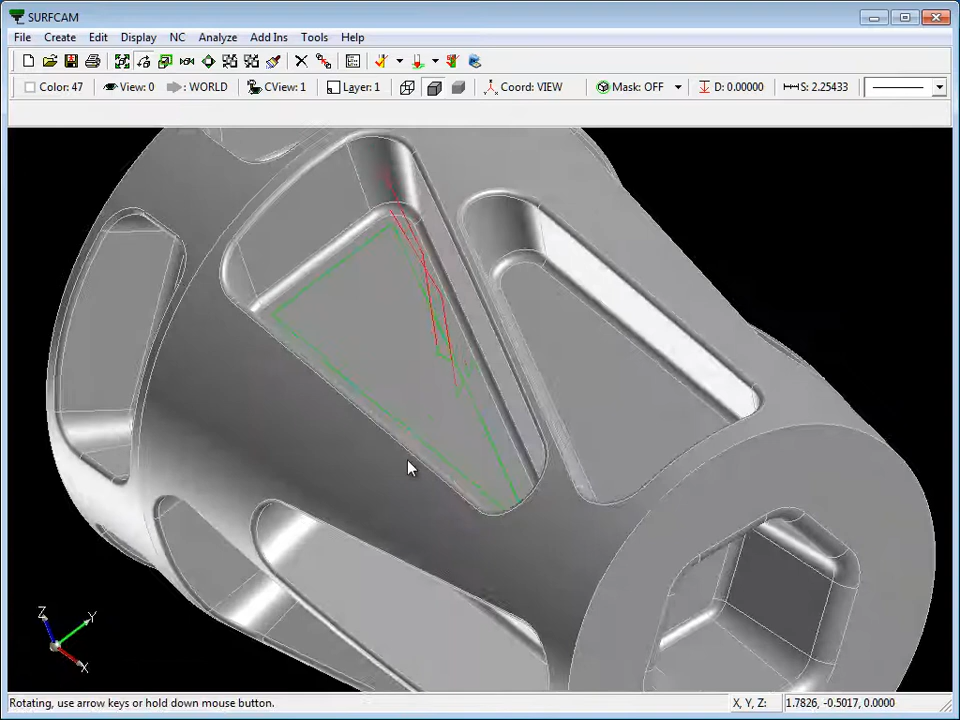 SURFCAM
File Create Edit Display NC Analyze Add Ins Tools Help
Color: 47 View: 0 : WORLD CView: 1 Layer: 1 Coord: VIEW Mask: OFF D: 0.00000 S: 2.25433
Z
Y
X
Rotating, use arrow keys or hold down mouse button. X, Y, Z: 1.7826, -0.5017, 0.0000